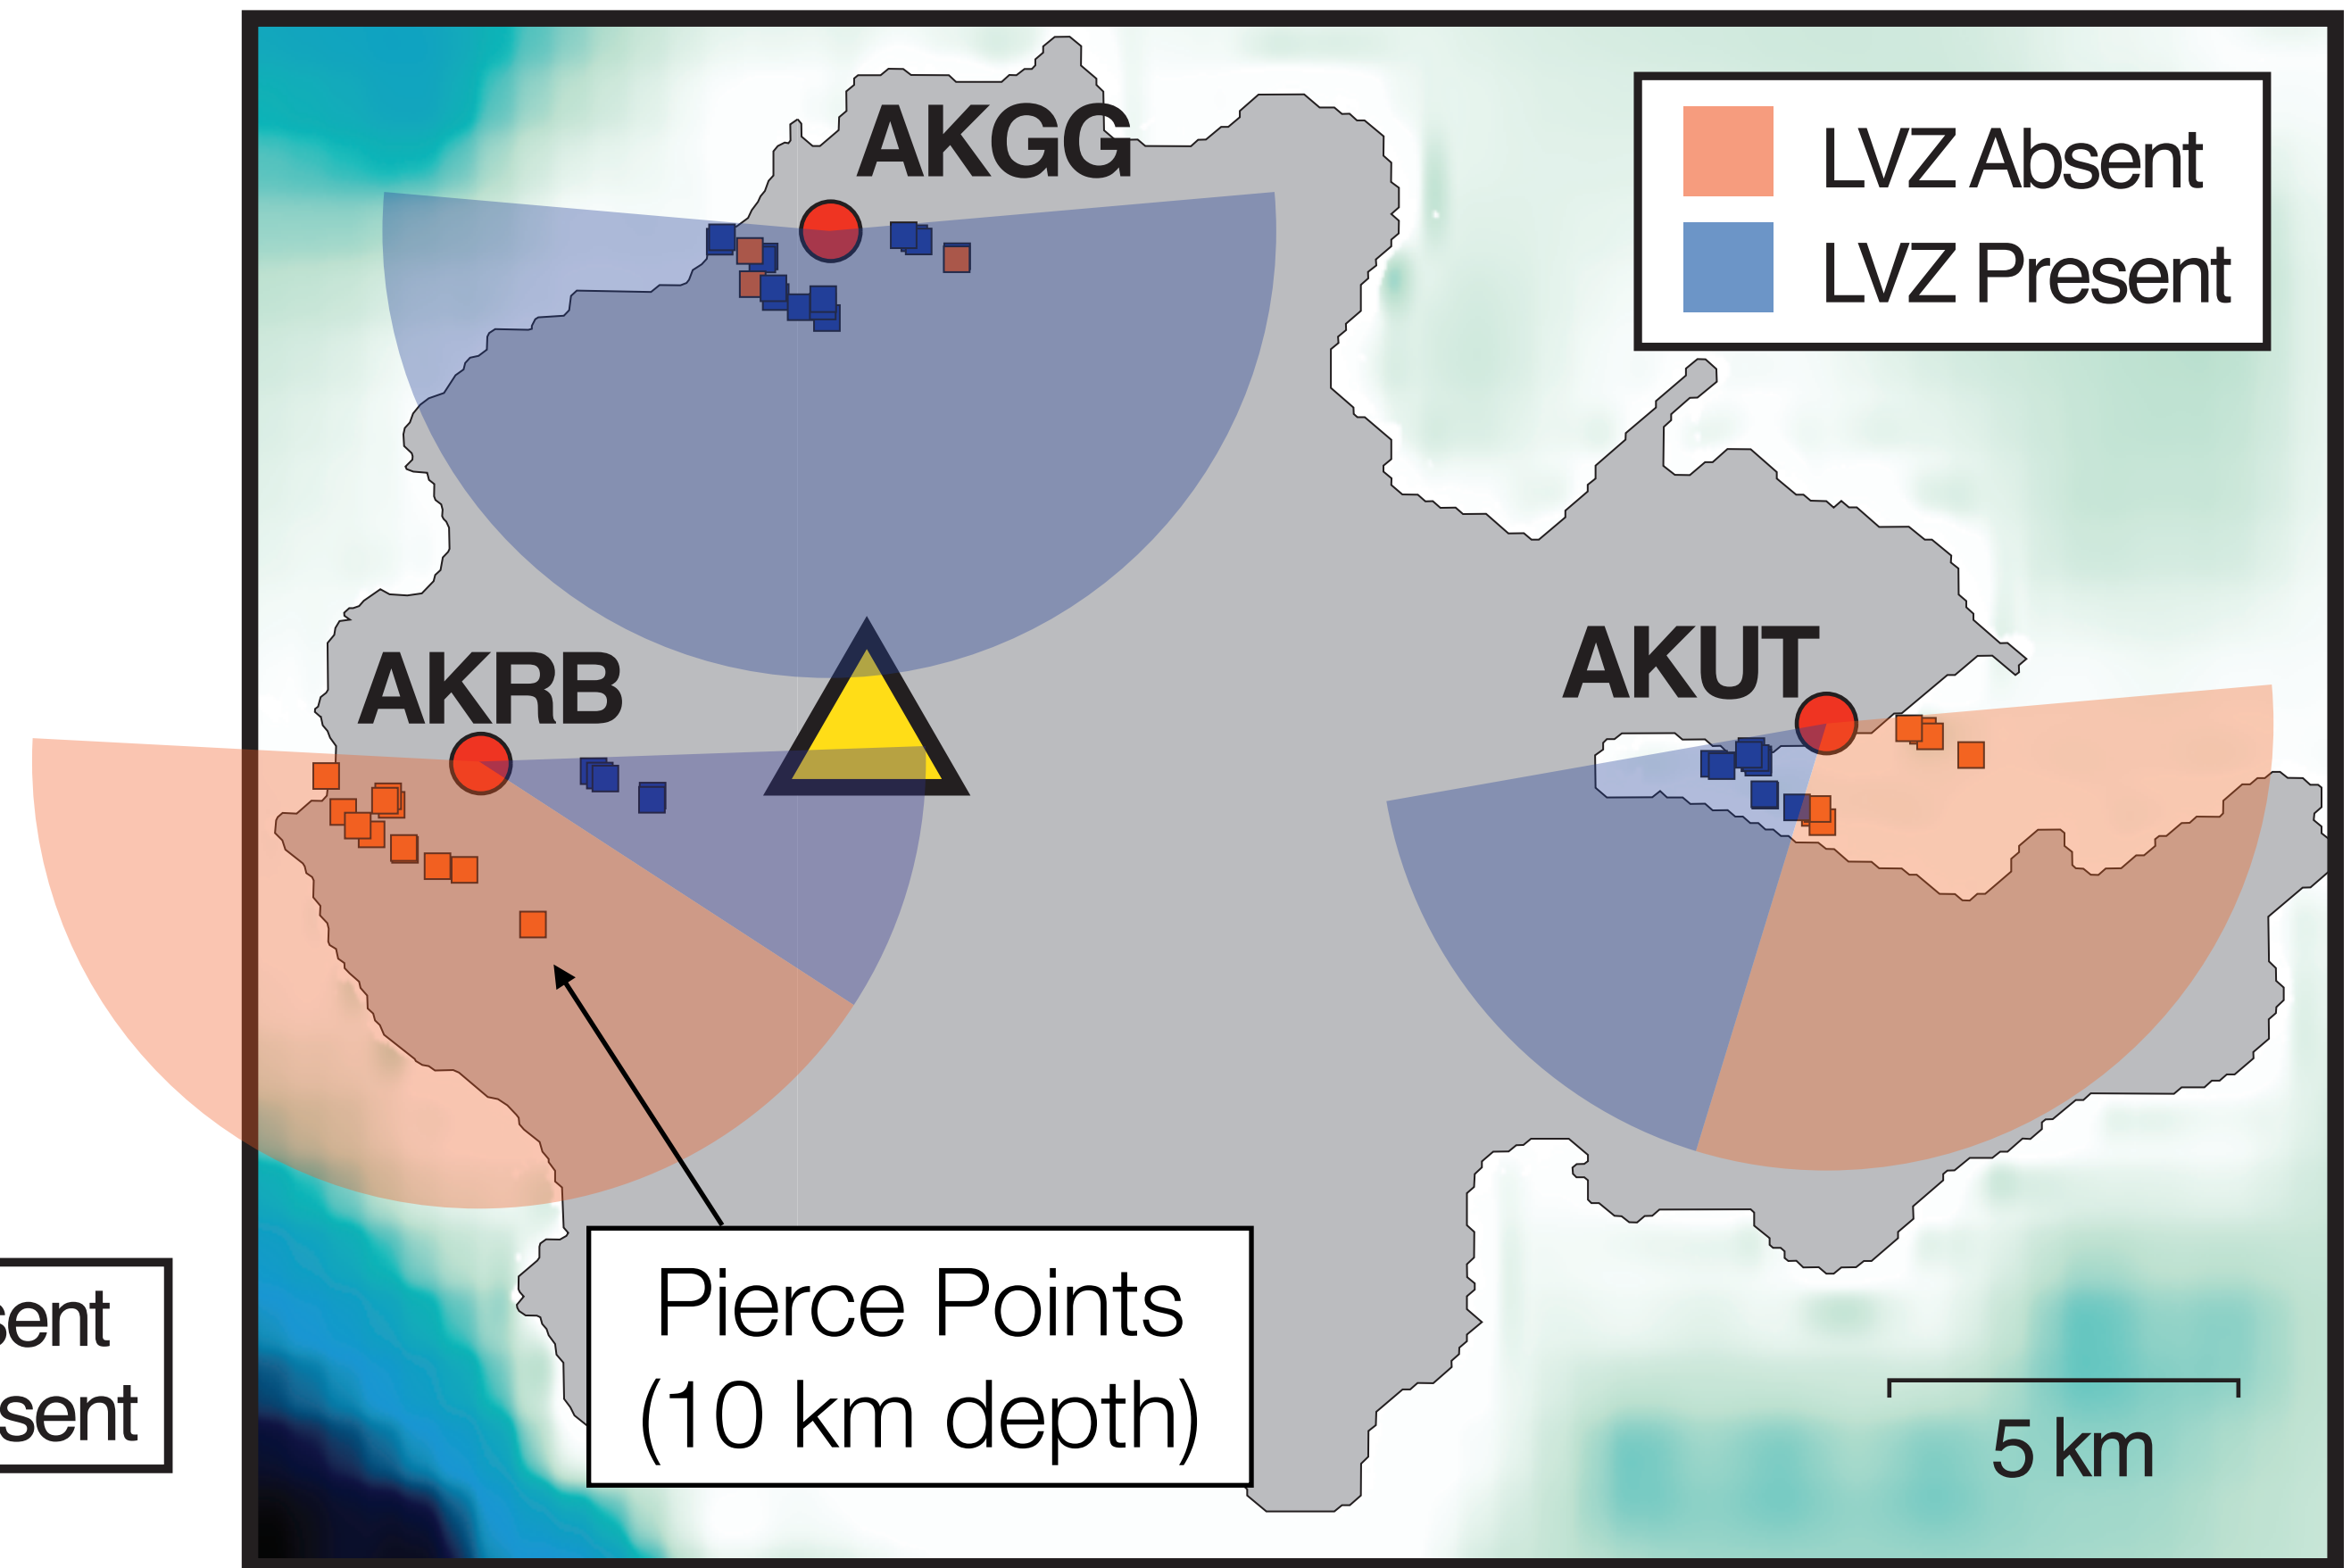 AKGG
LVZ Absent
LVZ Present
AKRB
AKUT
Pierce Points
(10 km depth)
5 km
sent
sent